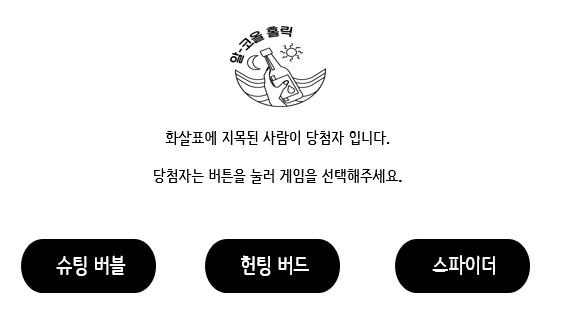 알-코올 홀릭
화살표에 지목된 사람이 당첨자 입니다.
당첨자는 버튼을 눌러 게임을 선택해주세요.
슈팅 버블 헌팅 버드 스파이더